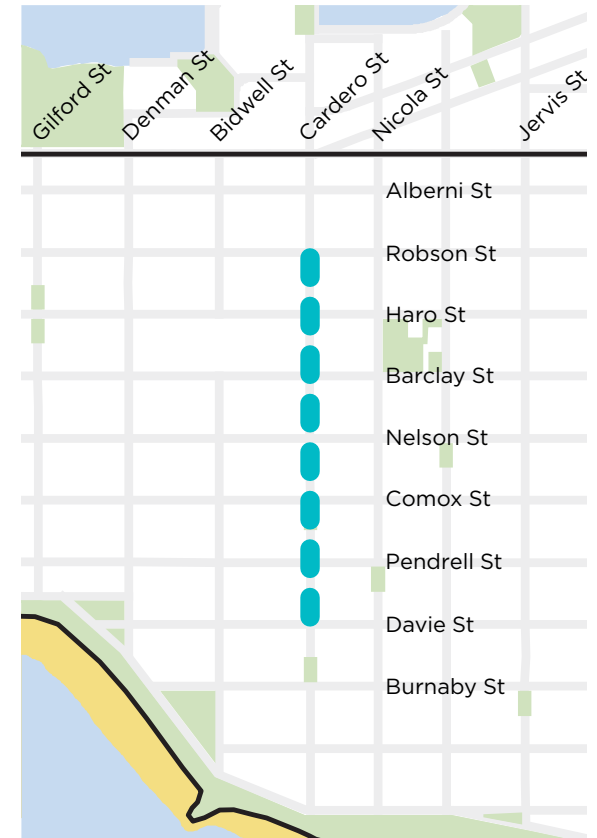 Gilford St
Denman St
Bidwell St
Cardero St
Nicola St
Jervis St
Alberni St
Robson St
Haro St
Barclay St
Nelson St
Comox St
Pendrell St
Davie St
Burnaby St